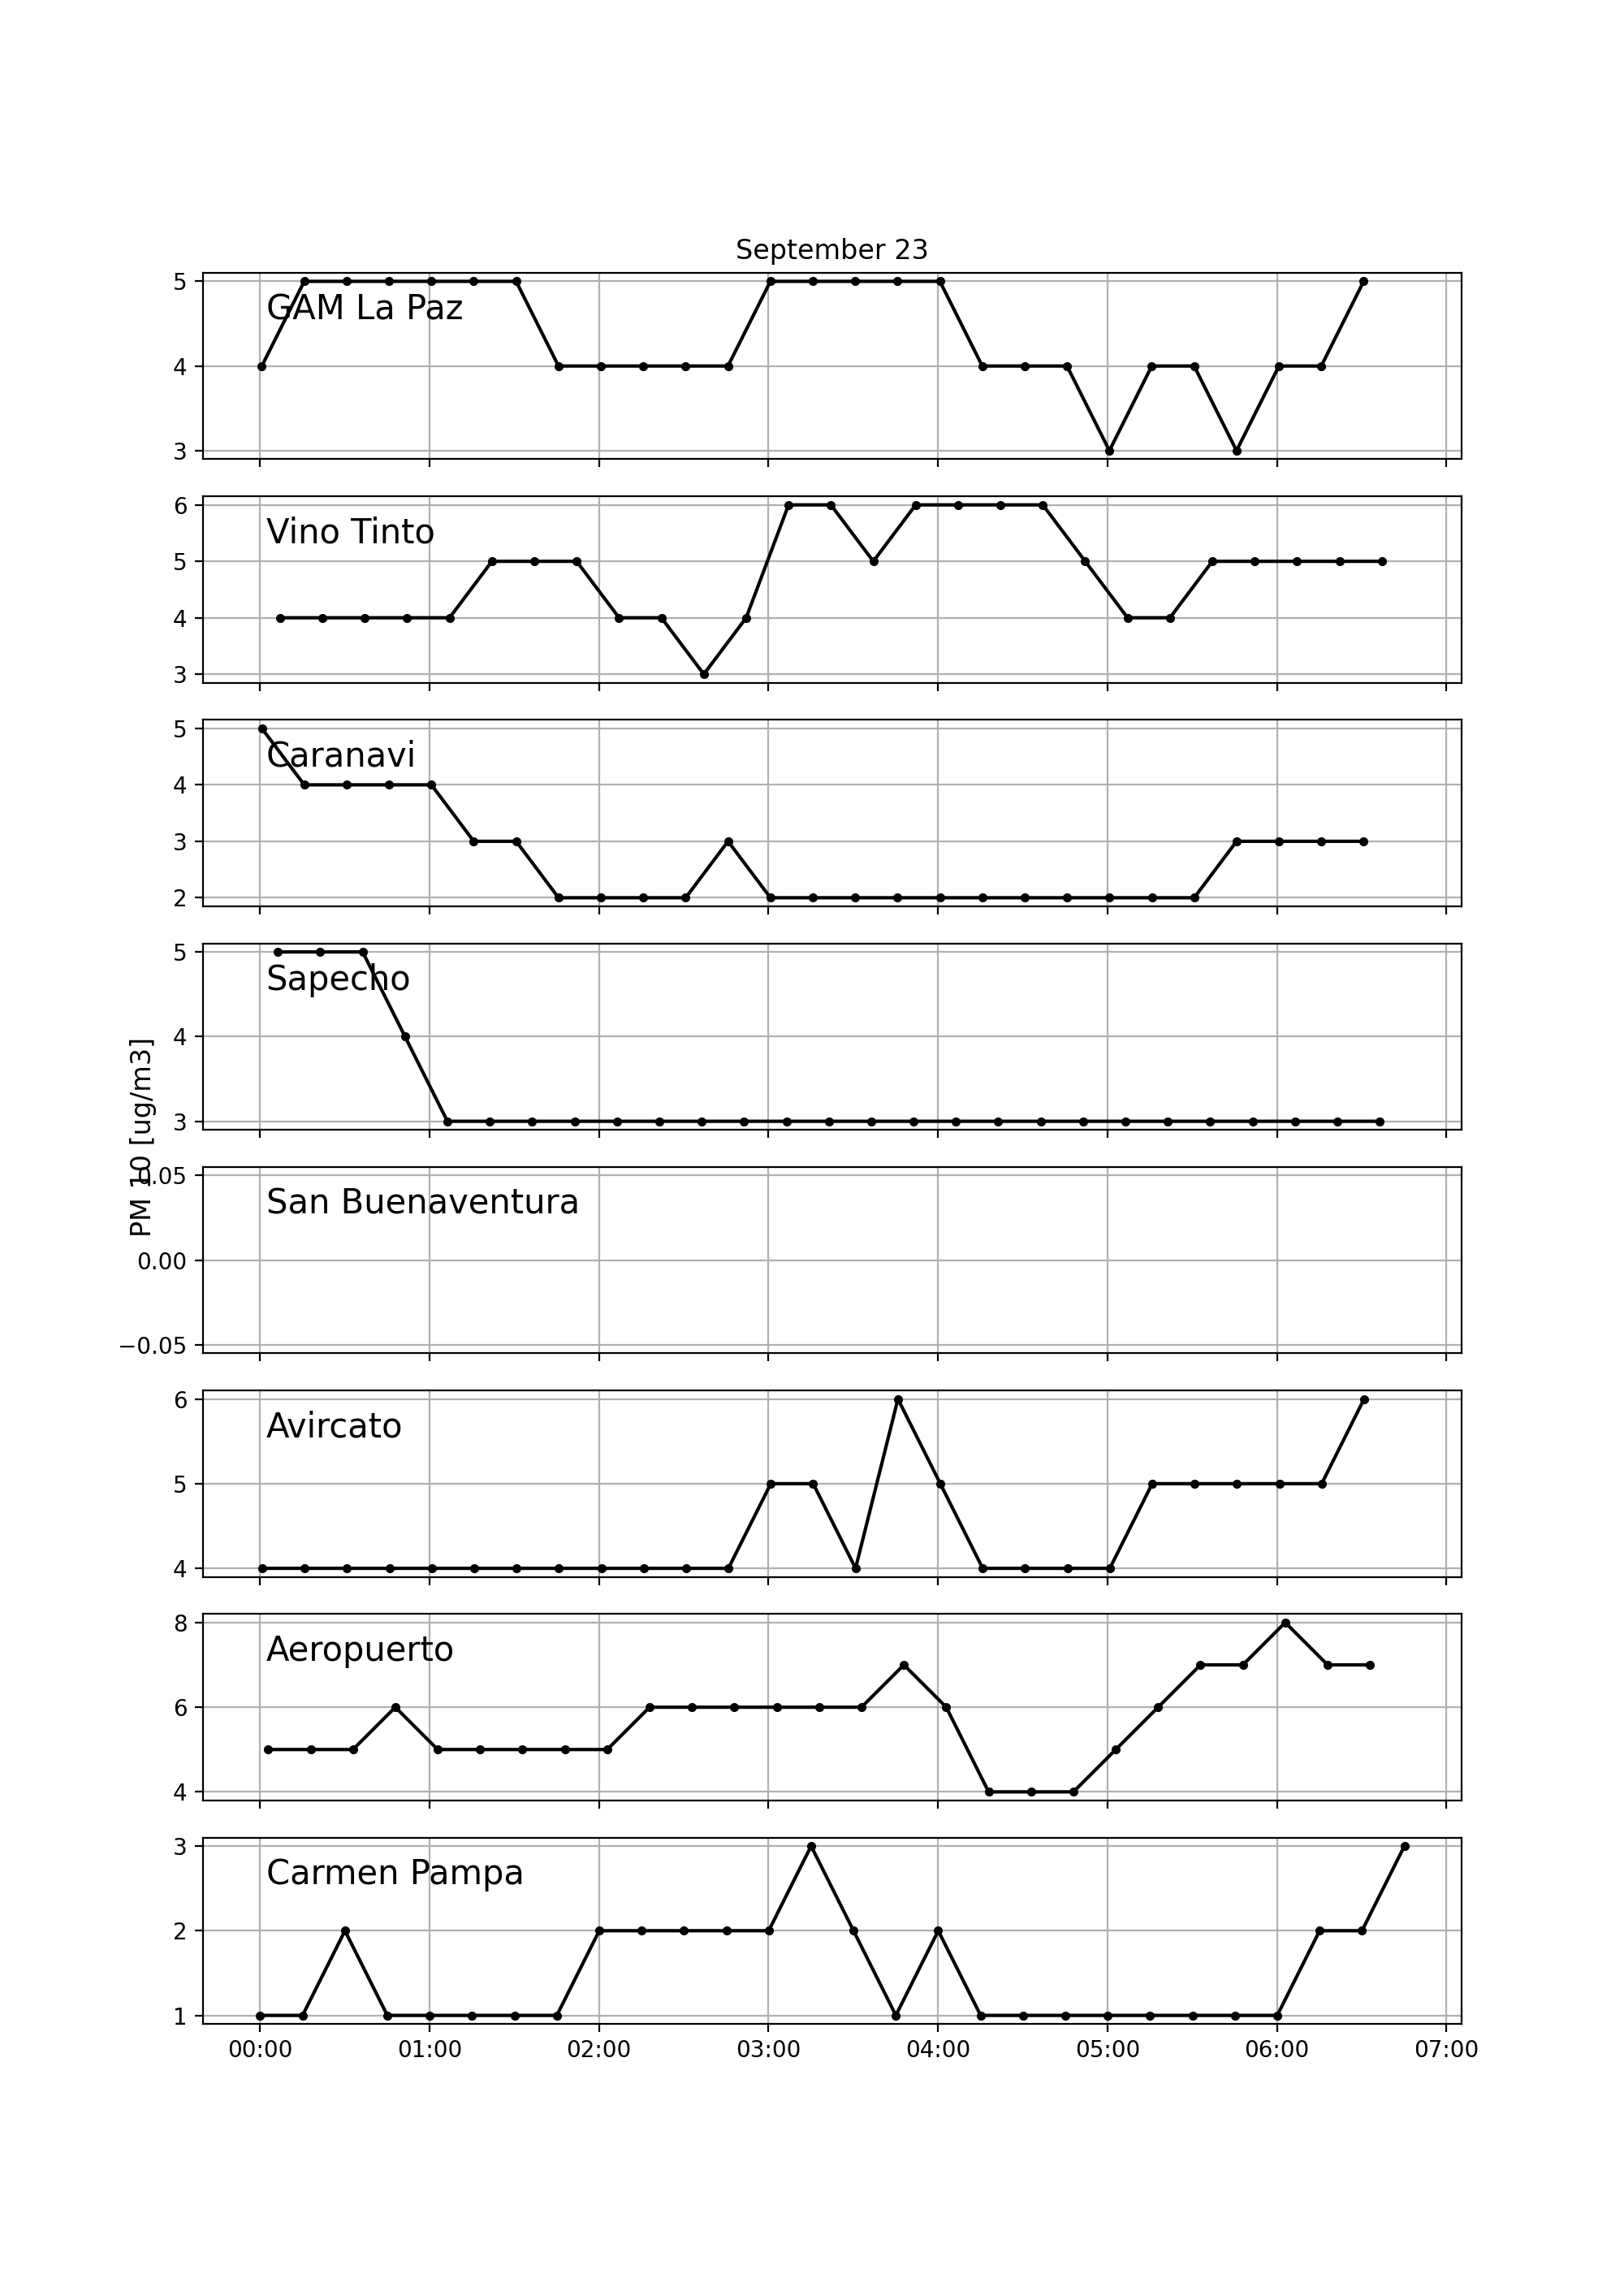 September 23
5
GAM La Paz
4
3
6
Vino Tinto
5
4
3
5
Caranavi
4
3
2
5
Sapecho
4
3
PM 10 [ug/m3]
0.05
San Buenaventura
0.00
−0.05
6
Avircato
5
4
8
Aeropuerto
6
4
3
Carmen Pampa
2
1
00:00 01:00 02:00 03:00 04:00 05:00 06:00 07:00